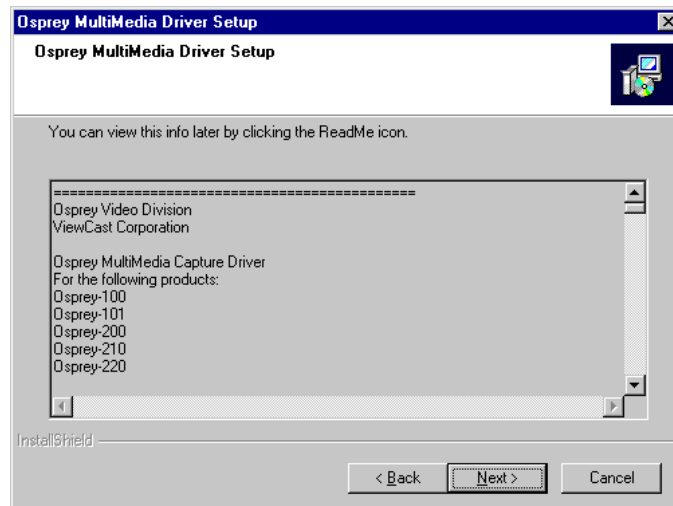 Osprey MultiMedia Driver Setup
Osprey MultiMedia Driver Setup
You can view this info later by clicking the ReadMe icon.
==============================================
Osprey Video Division
ViewCast Corporation
Osprey MultiMedia Capture Driver
For the following products:
Osprey-100
Osprey-101
Osprey-200
Osprey-210
Osprey-220
InstallShield
< Back
Next >
Cancel